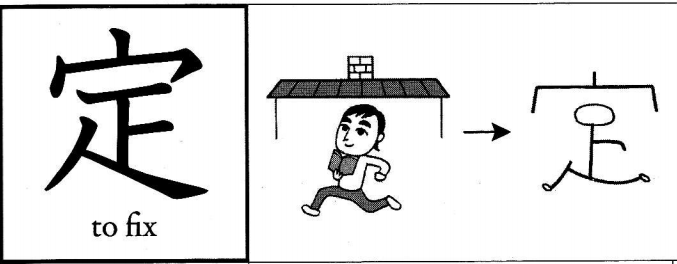 定
to fix